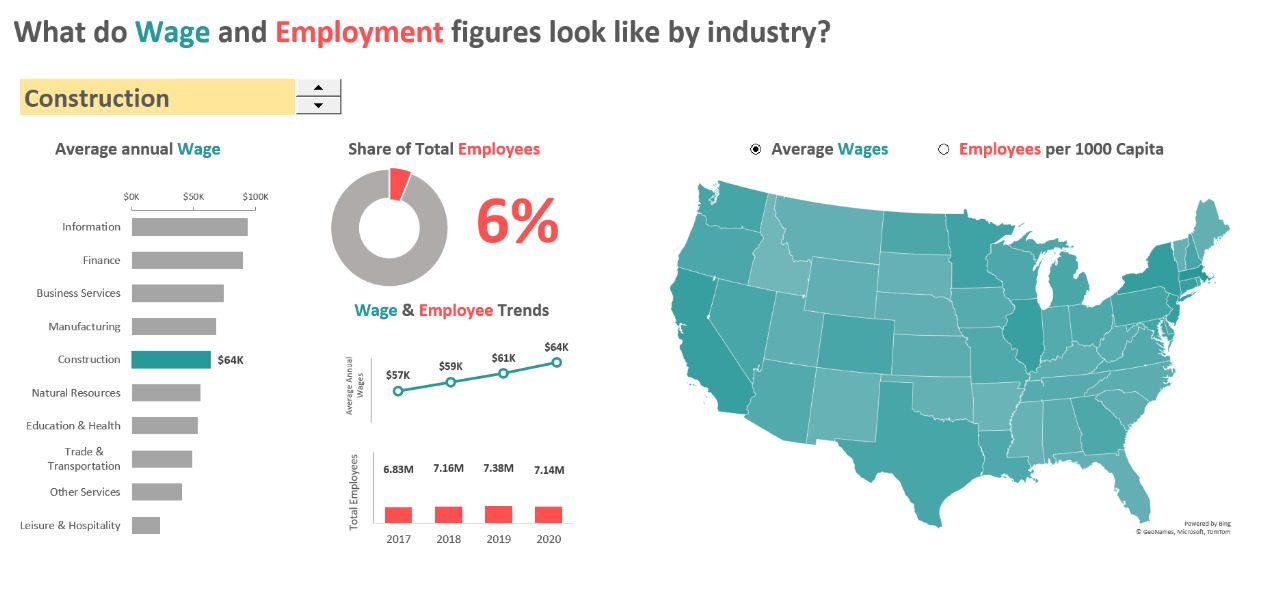 What do Wage and Employment figures look like by industry?
Construction
Average annual Wage
$0K $50K $100K
Information
Finance
Business Services
Manufacturing
Construction $64K
Natural Resources
Education & Health
Trade &
Transportation
Other Services
Leisure & Hospitality
Share of Total Employees
6%
Wage & Employee Trends
Average Annual
Wages
$57K $59K $61K $64K
Total Employees
6.83M 7.16M 7.38M 7.14M
2017 2018 2019 2020
Average Wages Employees per 1000 Capita
Powered by Bing
© GeoNames, Microsoft, TomTom